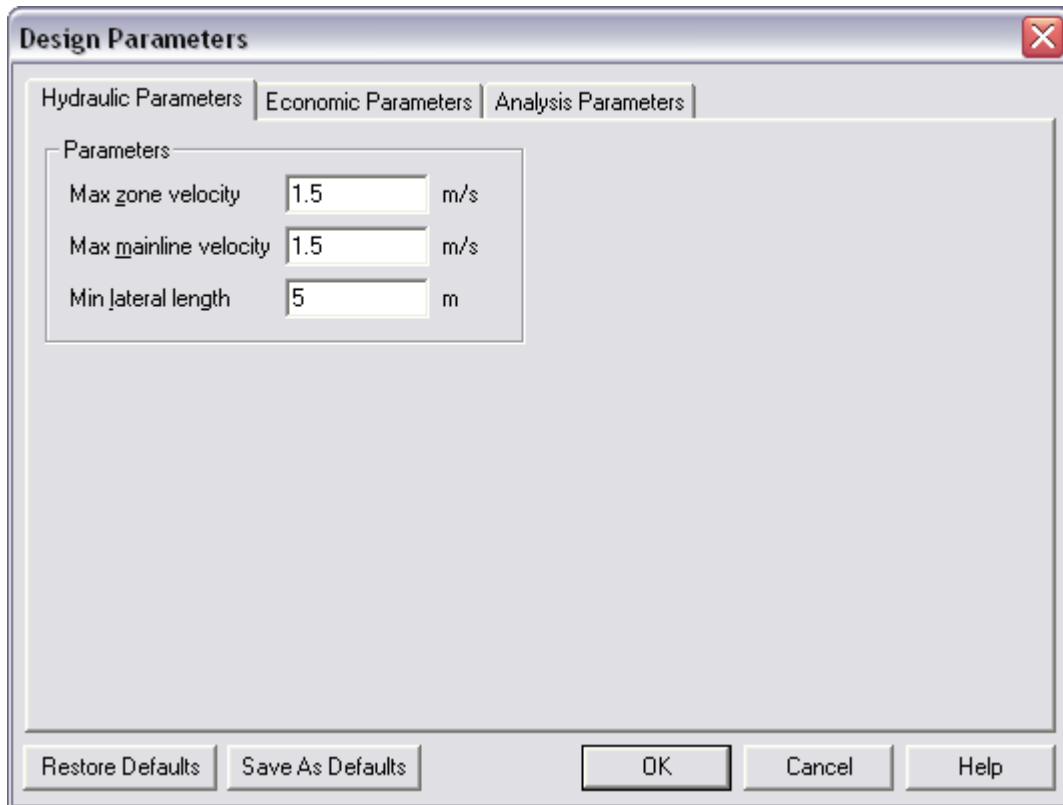 Design Parameters
Hydraulic Parameters Economic Parameters Analysis Parameters
Parameters
Max zone velocity 1.5 m/s
Max mainline velocity 1.5 m/s
Min lateral length 5 m
Restore Defaults Save As Defaults OK Cancel Help